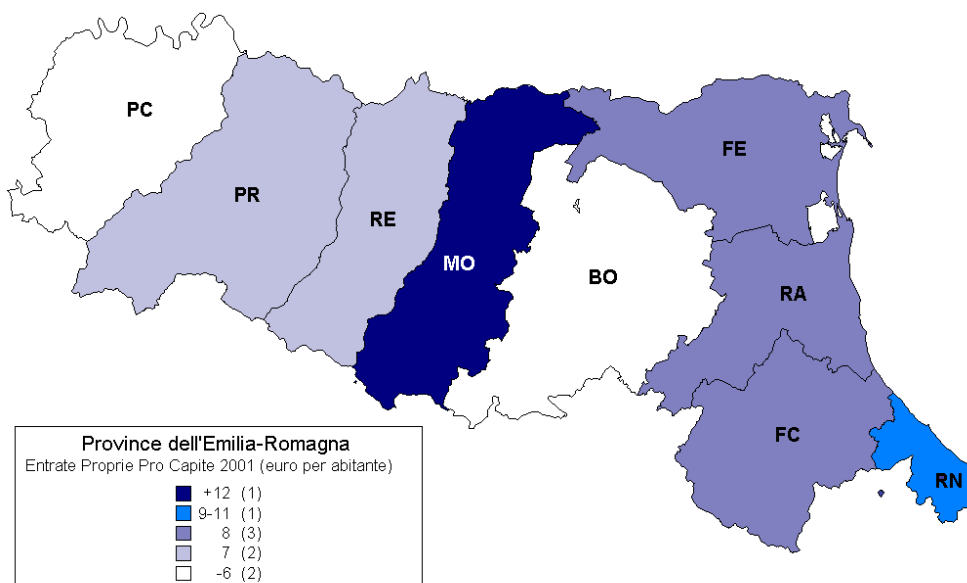 PC
PR
RE
MO
BO
FE
RA
FC
RN
Province dell'Emilia-Romagna
Entrate Proprie Pro Capite 2001 (euro per abitante)
+12 (1)
9-11 (1)
8 (3)
7 (2)
-6 (2)